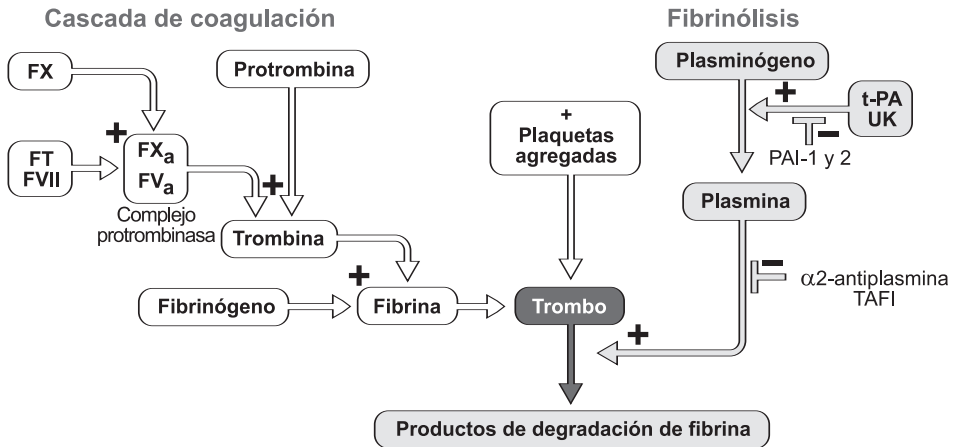 Cascada de coagulación
Fibrinólisis
FX
Protrombina
Plasminógeno
+
t-PA
UK
+
Plaquetas
agregadas
−
PAI-1 y 2
+
FT
FVII
FXa
FVa
Complejo
protrombinasa
+
Trombina
Plasmina
−
α2-antiplasmina
TAFI
Fibrinógeno
+
Fibrina
Trombo
+
Productos de degradación de fibrina